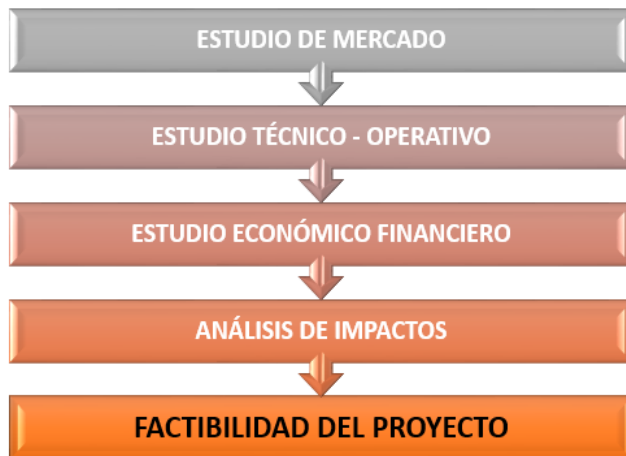 ESTUDIO DE MERCADO
ESTUDIO TÉCNICO - OPERATIVO
ESTUDIO ECONÓMICO FINANCIERO
ANÁLISIS DE IMPACTOS
FACTIBILIDAD DEL PROYECTO